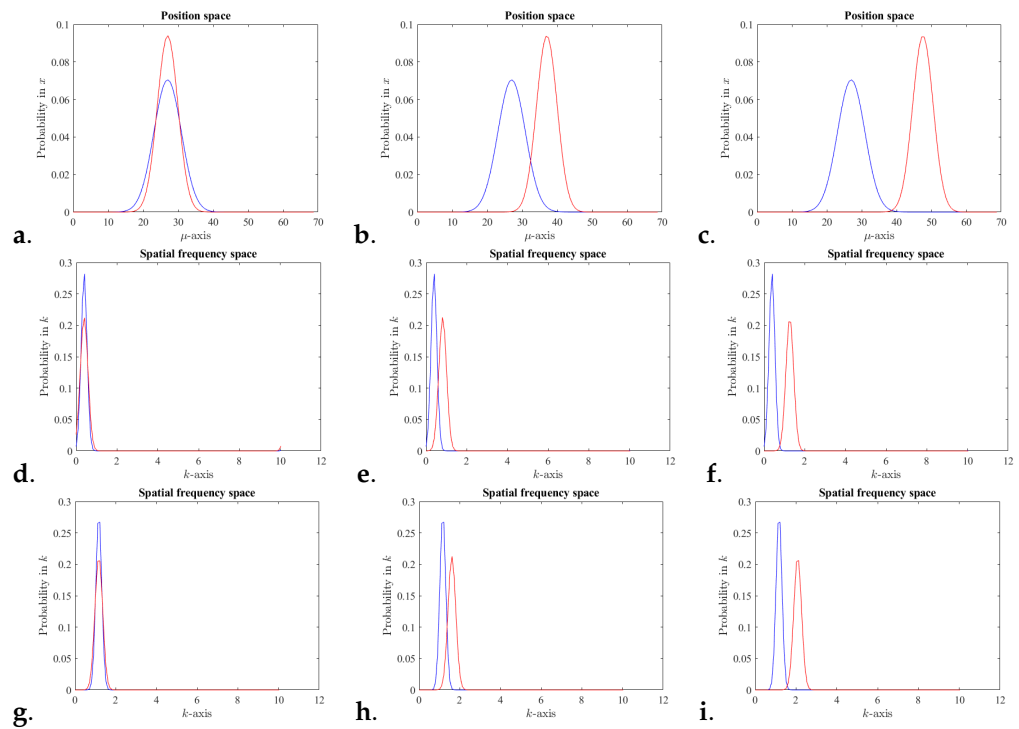 Position space
Probability in x
0.1
0.08
0.06
0.04
0.02
0
0 10 20 30 40 50 60 70
μ-axis
a.
Position space
Probability in x
0.1
0.08
0.06
0.04
0.02
0
0 10 20 30 40 50 60 70
μ-axis
b.
Position space
Probability in x
0.1
0.08
0.06
0.04
0.02
0
0 10 20 30 40 50 60 70
μ-axis
c.
Spatial frequency space
Probability in k
0.3
0.25
0.2
0.15
0.1
0.05
0
0 2 4 6 8 10 12
k-axis
d.
Spatial frequency space
Probability in k
0.3
0.25
0.2
0.15
0.1
0.05
0
0 2 4 6 8 10 12
k-axis
e.
Spatial frequency space
Probability in k
0.3
0.25
0.2
0.15
0.1
0.05
0
0 2 4 6 8 10 12
k-axis
f.
Spatial frequency space
Probability in k
0.3
0.25
0.2
0.15
0.1
0.05
0
0 2 4 6 8 10 12
k-axis
g.
Spatial frequency space
Probability in k
0.3
0.25
0.2
0.15
0.1
0.05
0
0 2 4 6 8 10 12
k-axis
h.
Spatial frequency space
Probability in k
0.3
0.25
0.2
0.15
0.1
0.05
0
0 2 4 6 8 10 12
k-axis
i.